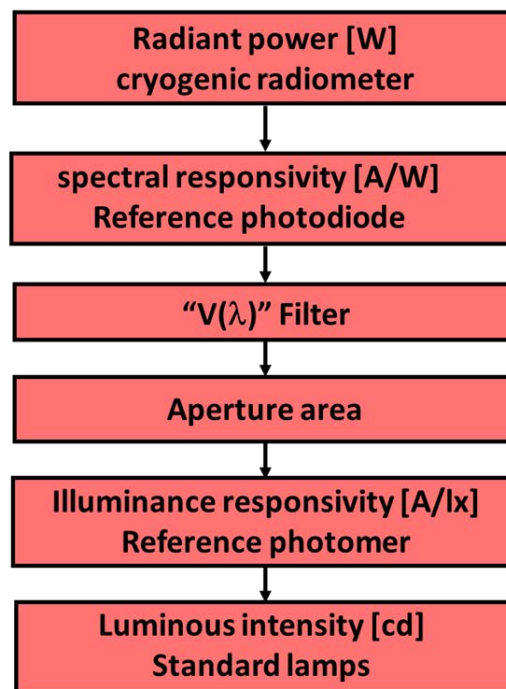 Radiant power [W]
cryogenic radiometer
spectral responsivity [A/W]
Reference photodiode
“V(λ)” Filter
Aperture area
Illuminance responsivity [A/lx]
Reference photomer
Luminous intensity [cd]
Standard lamps